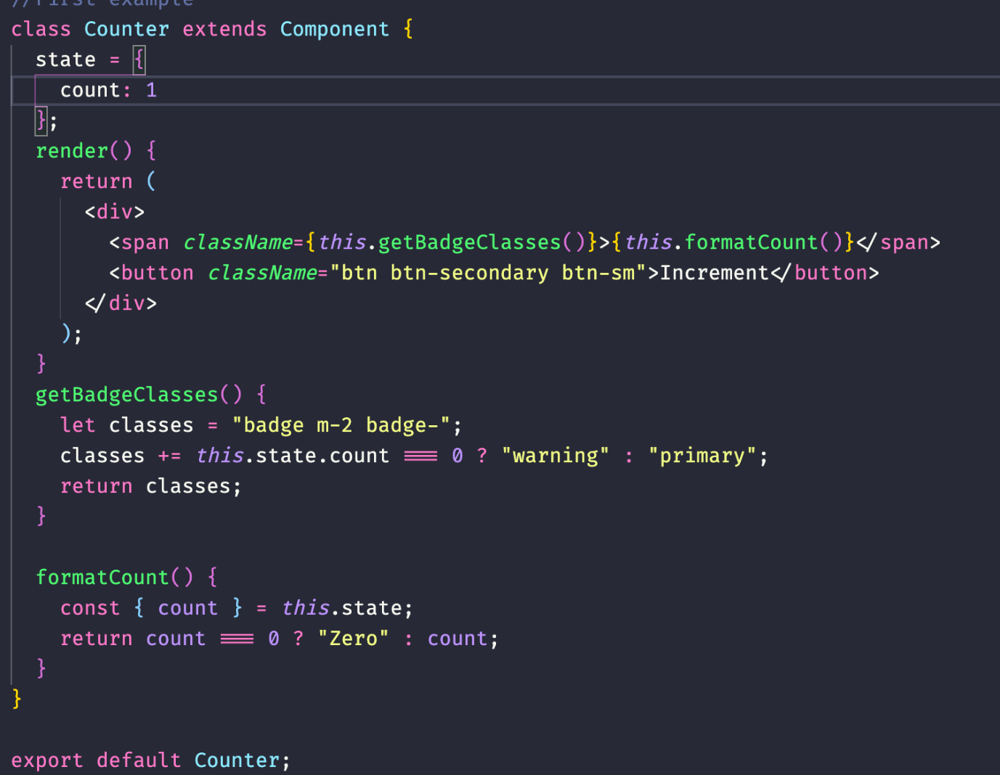 //First example
class Counter extends Component {
  state = {
    count: 1
  };
  render() {
    return (
      <div>
        <span className={this.getBadgeClasses()}>{this.formatCount()}</span>
        <button className="btn btn-secondary btn-sm">Increment</button>
      </div>
    );
  }
  getBadgeClasses() {
    let classes = "badge m-2 badge-";
    classes += this.state.count === 0 ? "warning" : "primary";
    return classes;
  }

  formatCount() {
    const { count } = this.state;
    return count === 0 ? "Zero" : count;
  }
}

export default Counter;